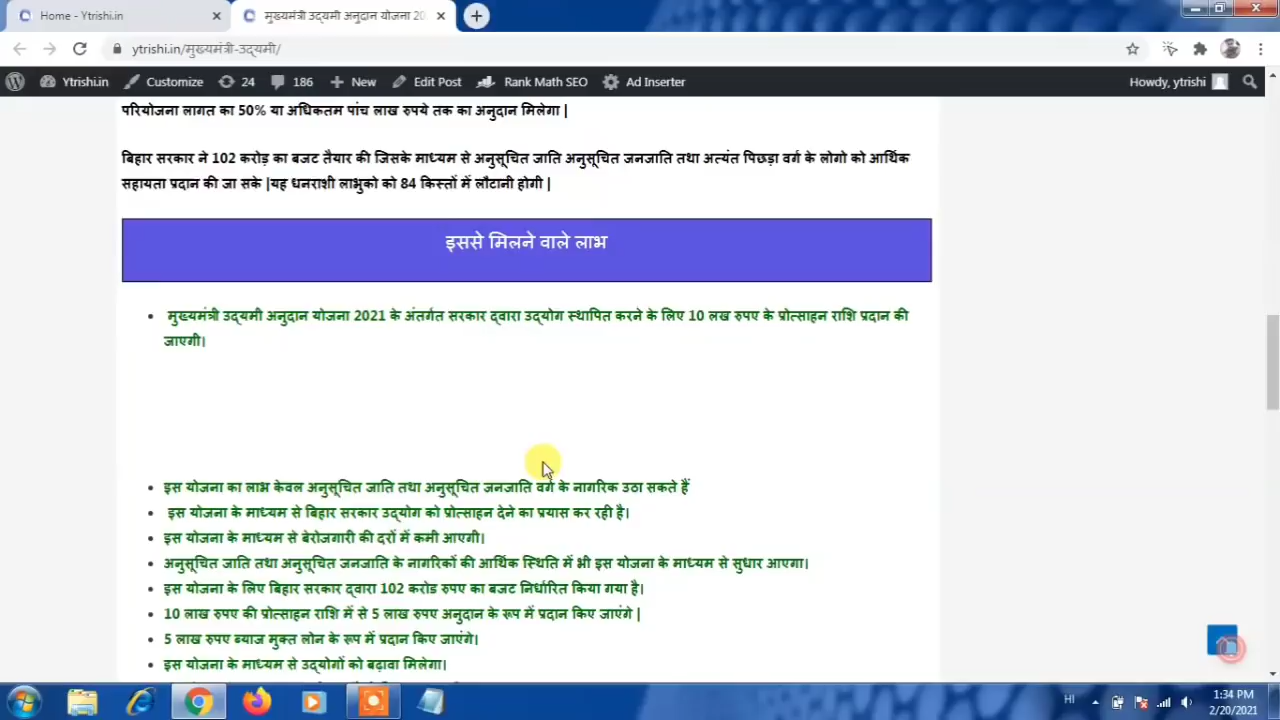 Home - Ytrishi.in
मुख्यमंत्री उद्यमी अनुदान योजना 20
ytrishi.in/मुख्यमंत्री-उद्यमी/
Ytrishi.in Customize 24 186 New Edit Post Rank Math SEO Ad Inserter Howdy, ytrishi
परियोजना लागत का 50% या अधिकतम पांच लाख रुपये तक का अनुदान मिलेगा |
बिहार सरकार ने 102 करोड़ का बजट तैयार की जिसके माध्यम से अनुसूचित जाति अनुसूचित जनजाति तथा अत्यंत पिछड़ा वर्ग के लोगो को आर्थिक
सहायता प्रदान की जा सके |यह धनराशी लाभुको को 84 किस्तों में लौटानी होगी |
इससे मिलने वाले लाभ
मुख्यमंत्री उद्यमी अनुदान योजना 2021 के अंतर्गत सरकार द्वारा उद्योग स्थापित करने के लिए 10 लख रुपए के प्रोत्साहन राशि प्रदान की
जाएगी।
इस योजना का लाभ केवल अनुसूचित जाति तथा अनुसूचित जनजाति वर्ग के नागरिक उठा सकते हैं
इस योजना के माध्यम से बिहार सरकार उद्योग को प्रोत्साहन देने का प्रयास कर रही है।
इस योजना के माध्यम से बेरोजगारी की दरों में कमी आएगी।
अनुसूचित जाति तथा अनुसूचित जनजाति के नागरिकों की आर्थिक स्थिति में भी इस योजना के माध्यम से सुधार आएगा।
इस योजना के लिए बिहार सरकार द्वारा 102 करोड रुपए का बजट निर्धारित किया गया है।
10 लाख रुपए की प्रोत्साहन राशि में से 5 लाख रुपए अनुदान के रूप में प्रदान किए जाएंगे |
5 लाख रुपए ब्याज मुक्त लोन के रूप में प्रदान किए जाएंगे।
इस योजना के माध्यम से उद्योगों को बढ़ावा मिलेगा।
HI
1:34 PM
2/20/2021